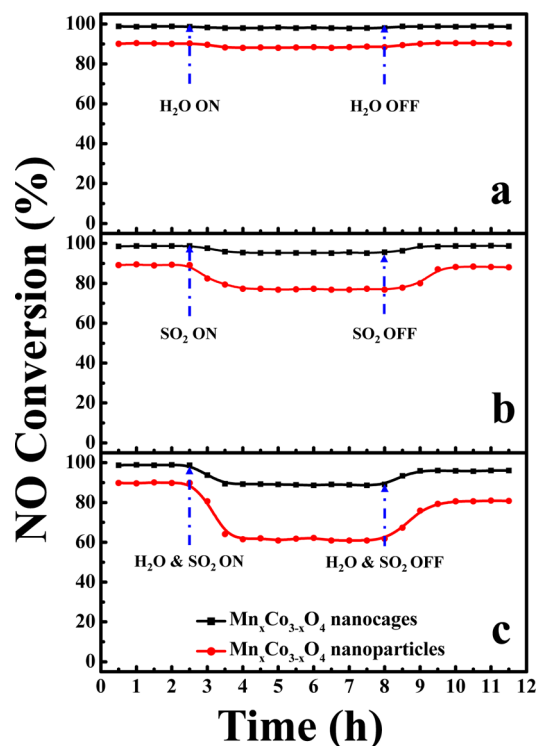 NO Conversion (%)
100
80
60
40
20
0
H₂O ON
H₂O OFF
a
100
80
60
40
20
0
SO₂ ON
SO₂ OFF
b
100
80
60
40
20
0
H₂O & SO₂ ON
H₂O & SO₂ OFF
MnₓCo₃₋ₓO₄ nanocages
MnₓCo₃₋ₓO₄ nanoparticles
c
0 1 2 3 4 5 6 7 8 9 10 11 12
Time (h)